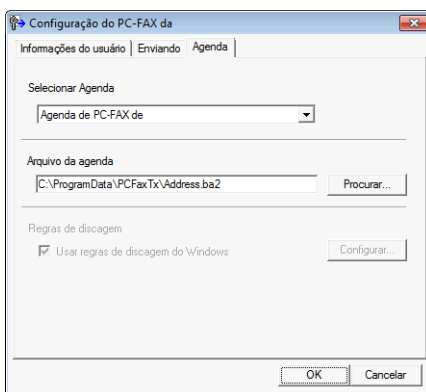 Configuração do PC-FAX da
Informações do usuário Enviando Agenda
Selecionar Agenda
Agenda de PC-FAX de
Arquivo da agenda
C:\ProgramData\PCFaxTx\Address.ba2 Procurar...
Regras de discagem
Usar regras de discagem do Windows Configurar...
OK Cancelar